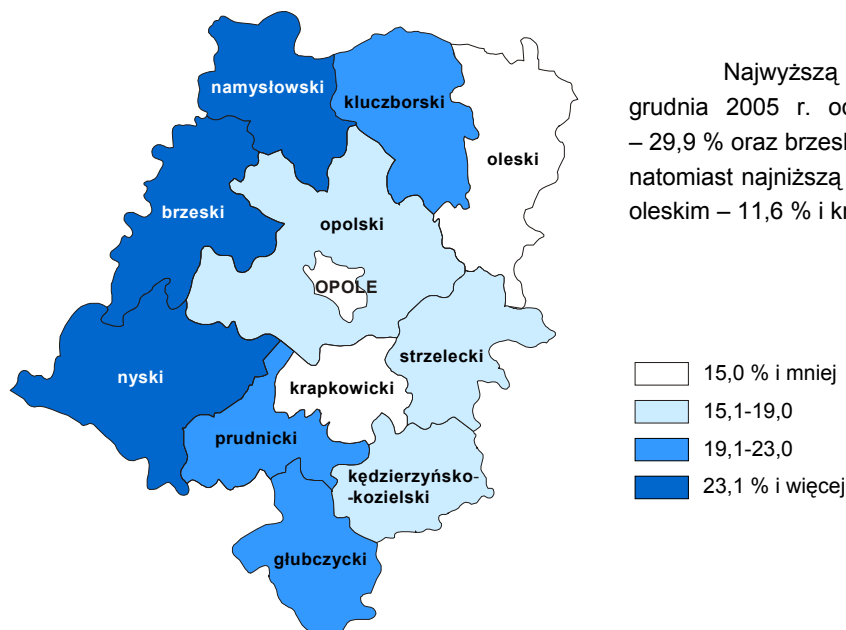 namysłowski
kluczborski
oleski
brzeski
opolski
OPOLE
strzelecki
nyski
krapkowicki
prudnicki
kędzierzyńsko-
-kozielski
głubczycki
Najwyższą
grudnia 2005 r.
– 29,9 % oraz
natomiast najniższą
oleskim – 11,6 % i
15,0 % i mniej
15,1-19,0
19,1-23,0
23,1 % i więcej